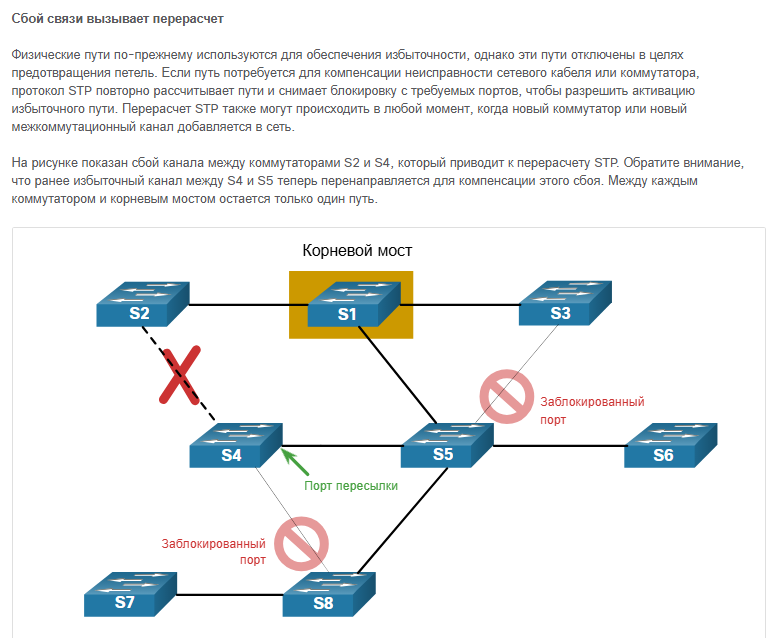 Сбой связи вызывает перерасчет
Физические пути по-прежнему используются для обеспечения избыточности, однако эти пути отключены в целях
предотвращения петель. Если путь потребуется для компенсации неисправности сетевого кабеля или коммутатора,
протокол STP повторно рассчитывает пути и снимает блокировку с требуемых портов, чтобы разрешить активацию
избыточного пути. Перерасчет STP также могут происходить в любой момент, когда новый коммутатор или новый
межкоммутационный канал добавляется в сеть.
На рисунке показан сбой канала между коммутаторами S2 и S4, который приводит к перерасчету STP. Обратите внимание,
что ранее избыточный канал между S4 и S5 теперь перенаправляется для компенсации этого сбоя. Между каждым
коммутатором и корневым мостом остается только один путь.
Корневой мост
S2
S1
S3
Заблокированный
порт
S4
S5
S6
Порт пересылки
Заблокированный
порт
S7
S8